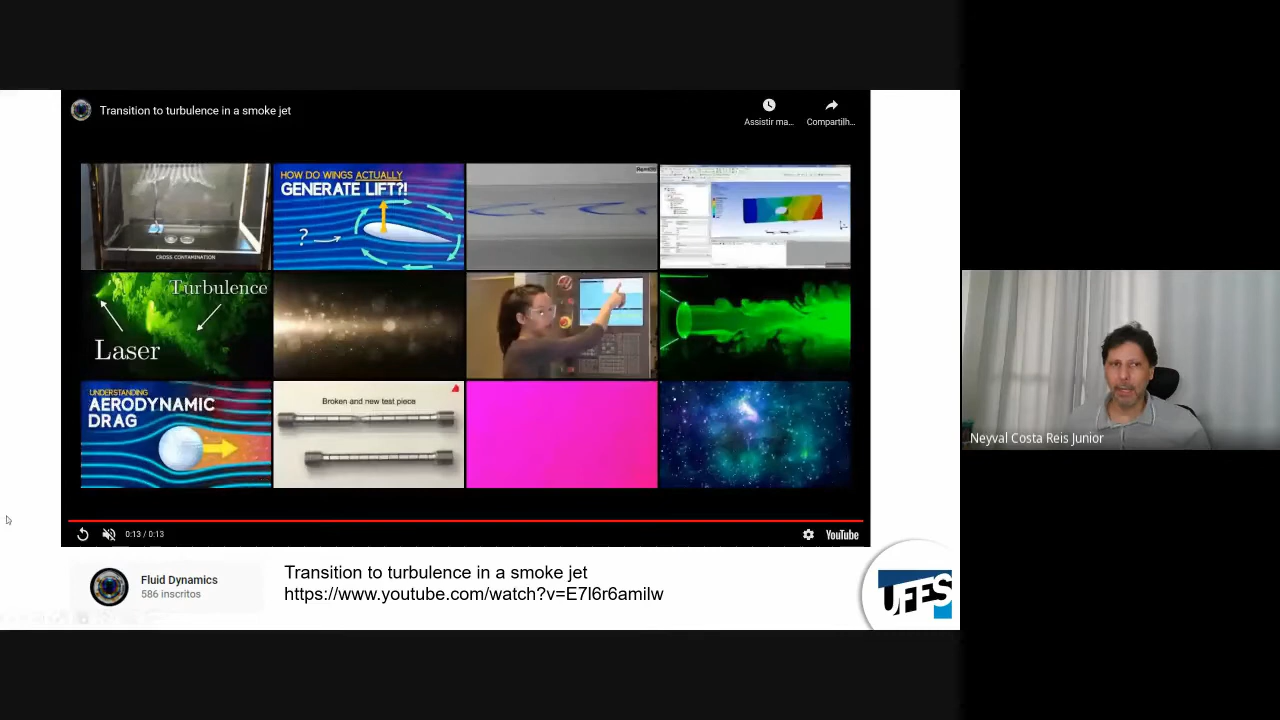 Transition to turbulence in a smoke jet
Assistir ma...
Compartilh...
CROSS CONTAMINATION
HOW DO WINGS ACTUALLY
GENERATE LIFT?!
?
Turbulence
Laser
UNDERSTANDING
AERODYNAMIC
DRAG
Broken and new test piece
0:13 / 0:13
YouTube
Fluid Dynamics
586 inscritos
Transition to turbulence in a smoke jet
https://www.youtube.com/watch?v=E7l6r6amilw
UFES
Neyval Costa Reis Junior